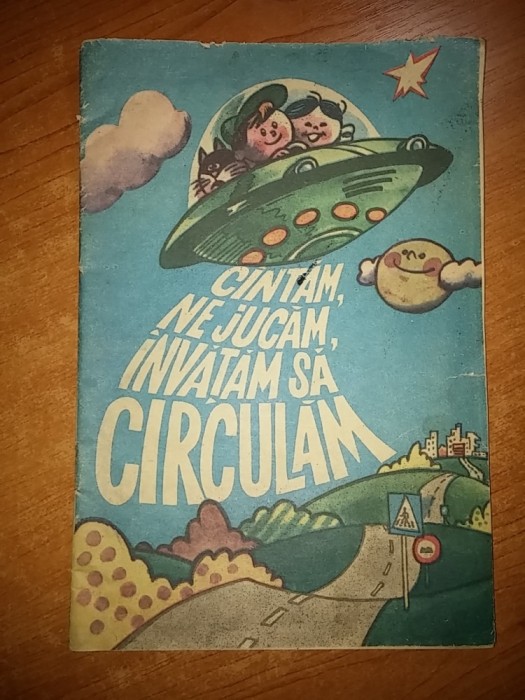 CÎNTĂM,
NE JUCĂM,
ÎNVĂȚĂM SĂ
CIRCULĂM